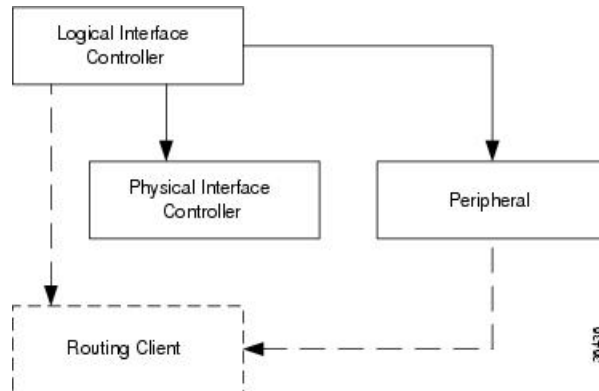 Logical Interface
Controller
Physical Interface
Controller
Peripheral
Routing Client